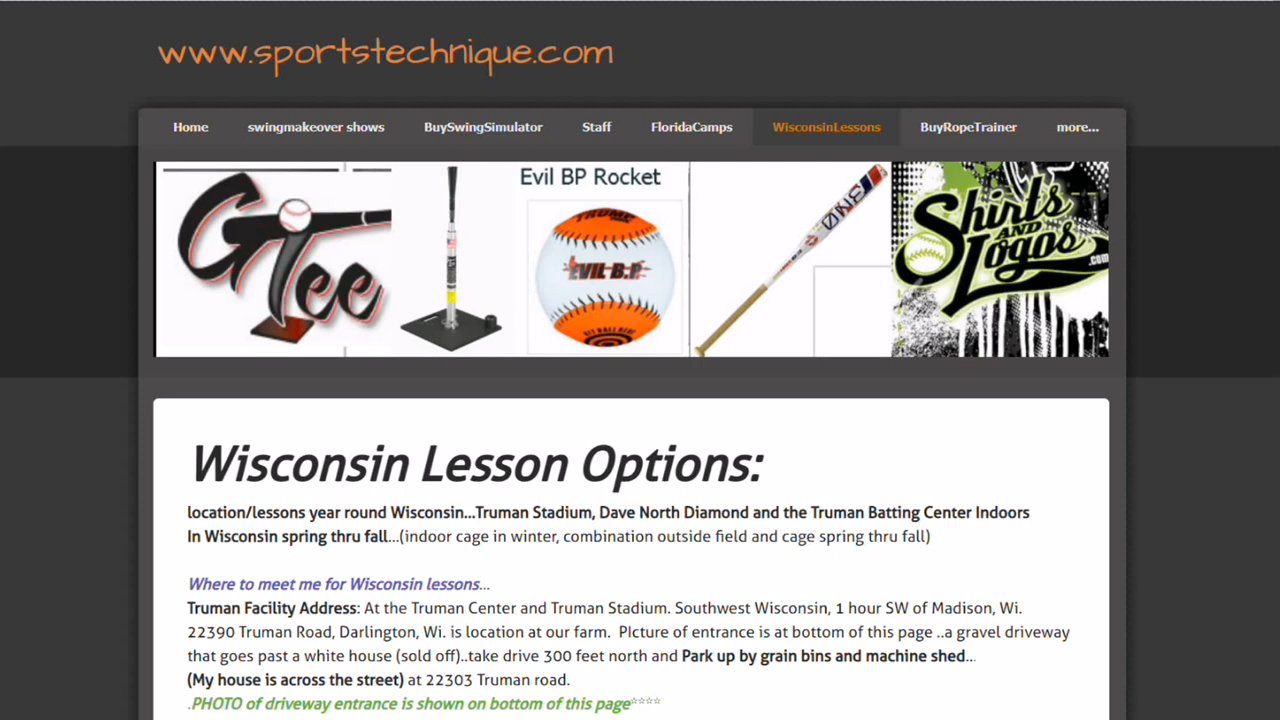 www.sportstechnique.com
Home swingmakeover shows BuySwingSimulator Staff FloridaCamps WisconsinLessons BuyRopeTrainer more...
GTee
Evil BP Rocket
TRUMP
EVIL B.P.
HIT BALL HERE
ONE
Shirts
AND
Logos
.com
Wisconsin Lesson Options:
location/lessons year round Wisconsin...Truman Stadium, Dave North Diamond and the Truman Batting Center Indoors
In Wisconsin spring thru fall...(indoor cage in winter, combination outside field and cage spring thru fall)
Where to meet me for Wisconsin lessons...
Truman Facility Address: At the Truman Center and Truman Stadium. Southwest Wisconsin, 1 hour SW of Madison, Wi.
22390 Truman Road, Darlington, Wi. is location at our farm. PIcture of entrance is at bottom of this page ..a gravel driveway
that goes past a white house (sold off)..take drive 300 feet north and Park up by grain bins and machine shed...
(My house is across the street) at 22303 Truman road.
.PHOTO of driveway entrance is shown on bottom of this page☆☆☆☆